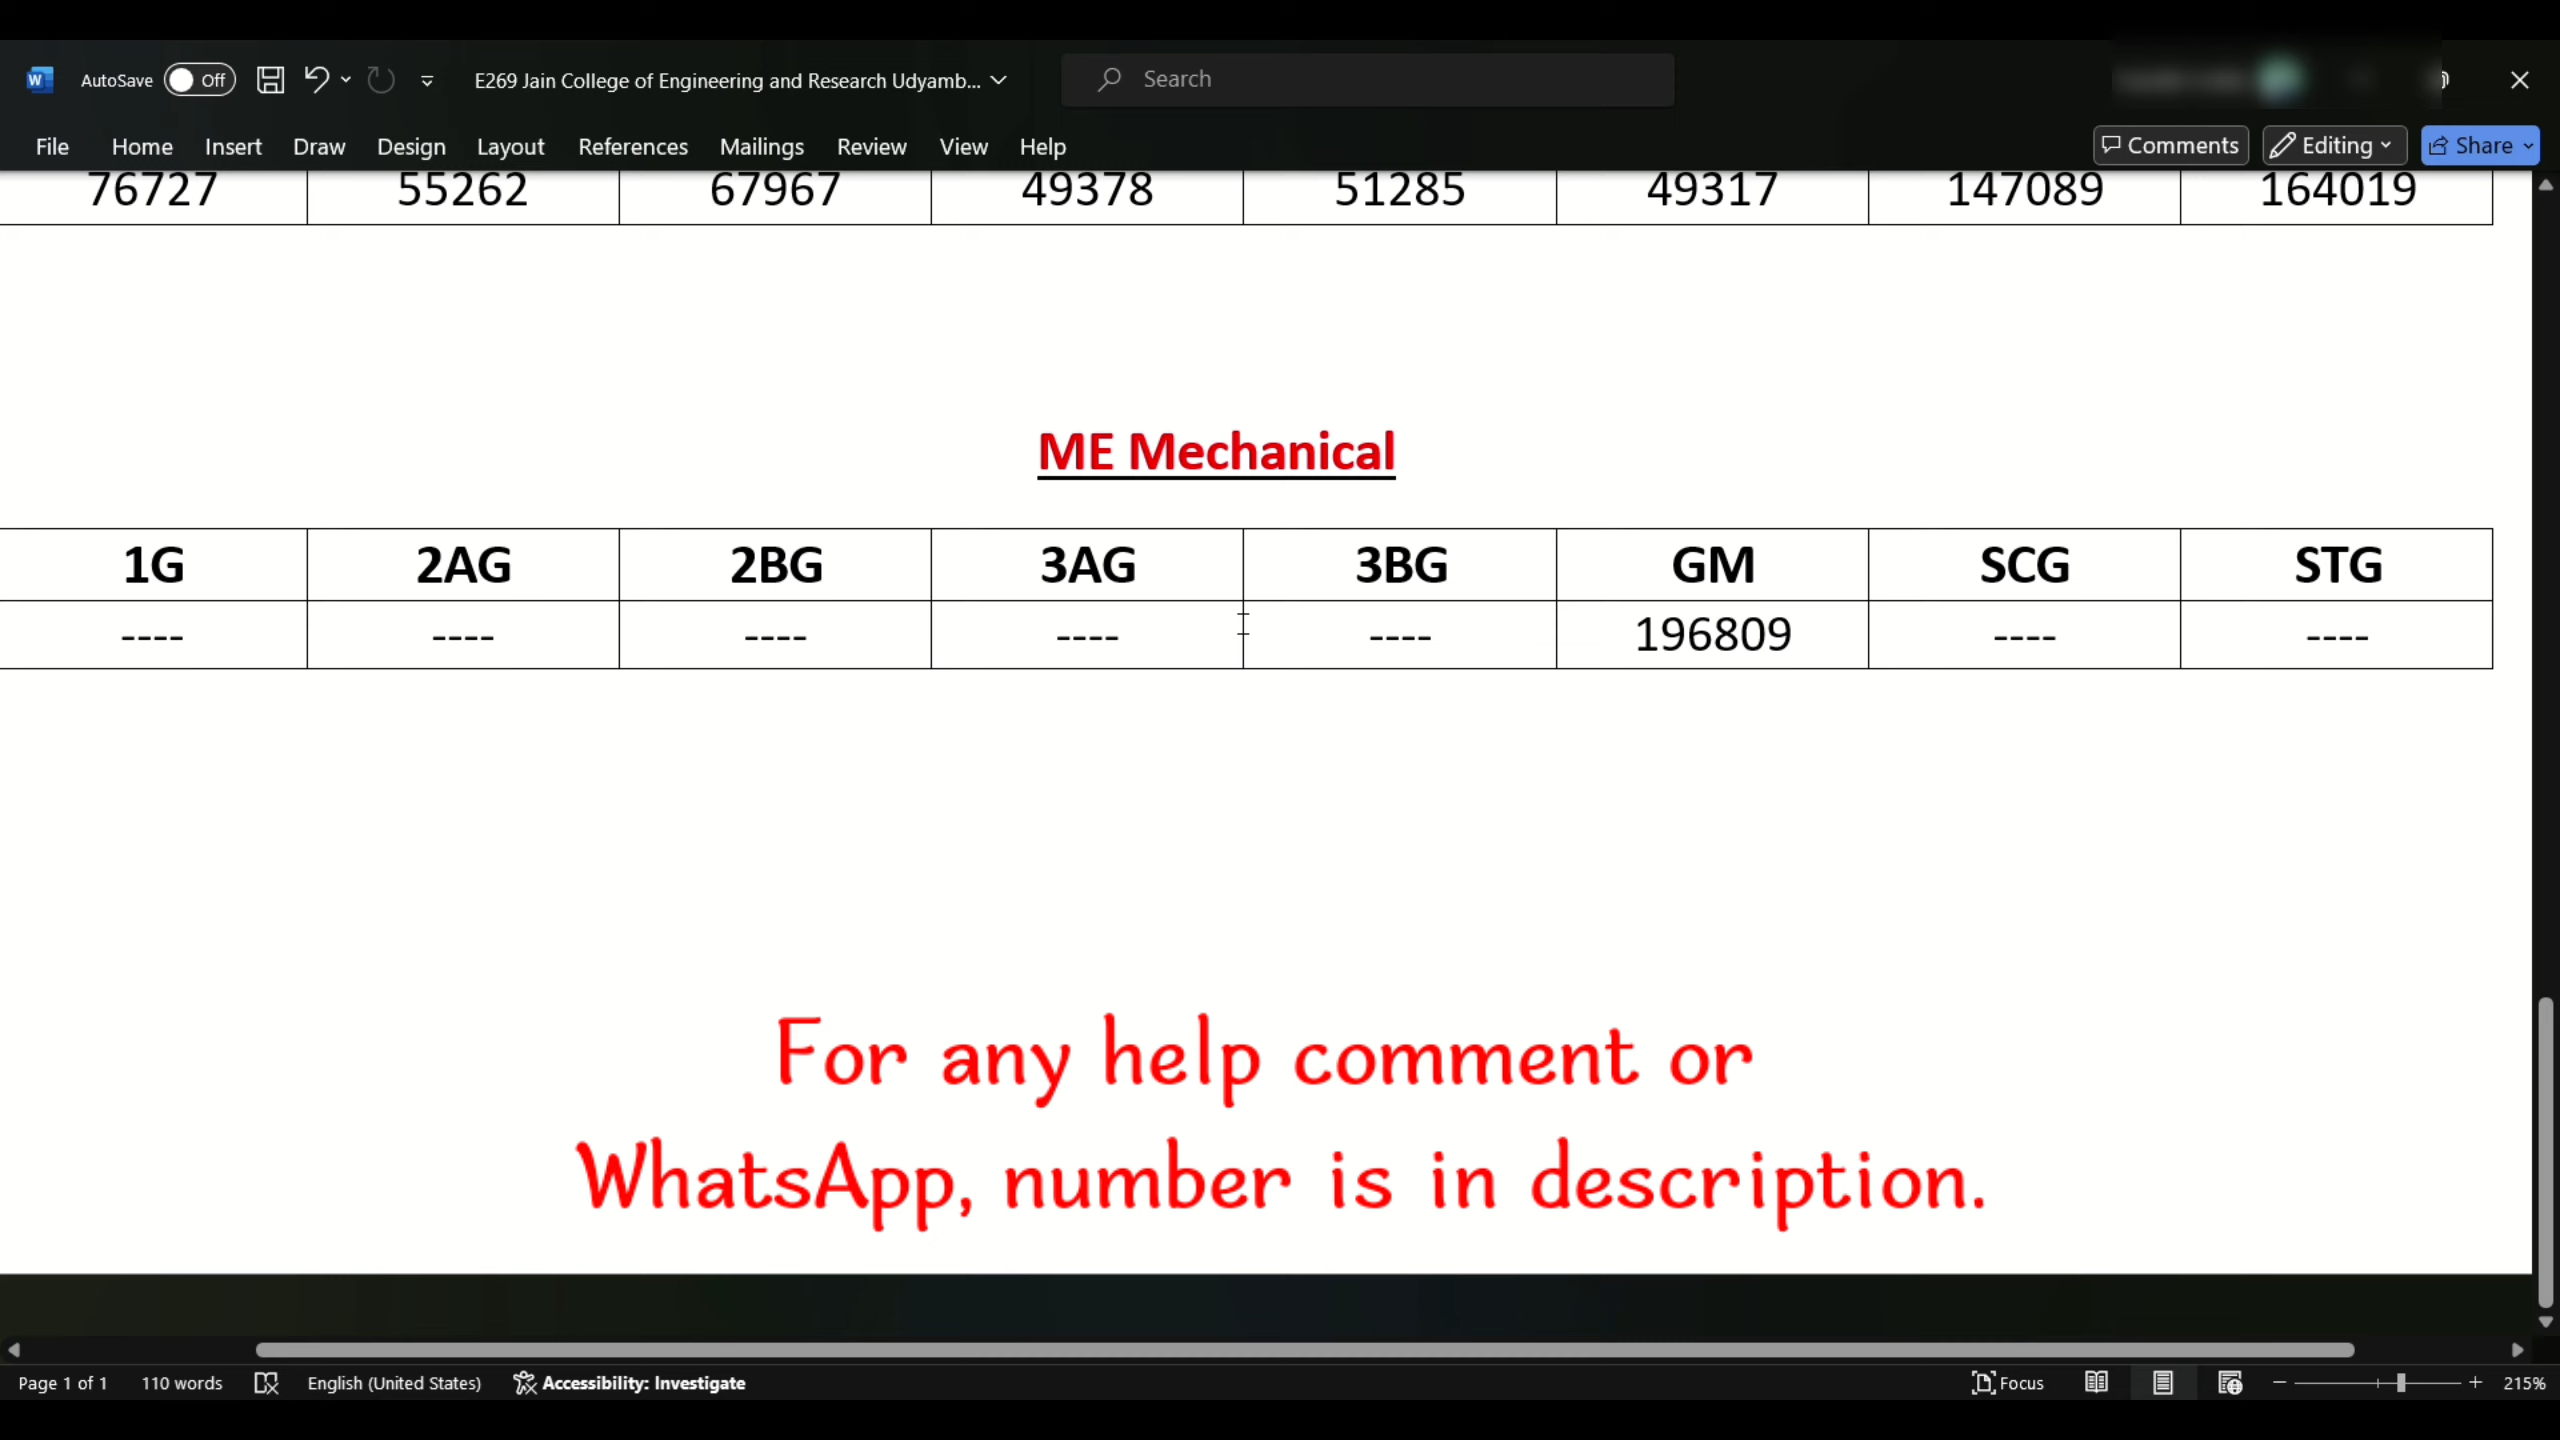 AutoSave Off E269 Jain College of Engineering and Research Udyamb... Search
File Home Insert Draw Design Layout References Mailings Review View Help Comments Editing Share
76727 55262 67967 49378 51285 49317 147089 164019
ME Mechanical
1G 2AG 2BG 3AG 3BG GM SCG STG
---- ---- ---- ---- ---- 196809 ---- ----
For any help comment or
WhatsApp, number is in description.
Page 1 of 1 110 words English (United States) Accessibility: Investigate Focus 215%